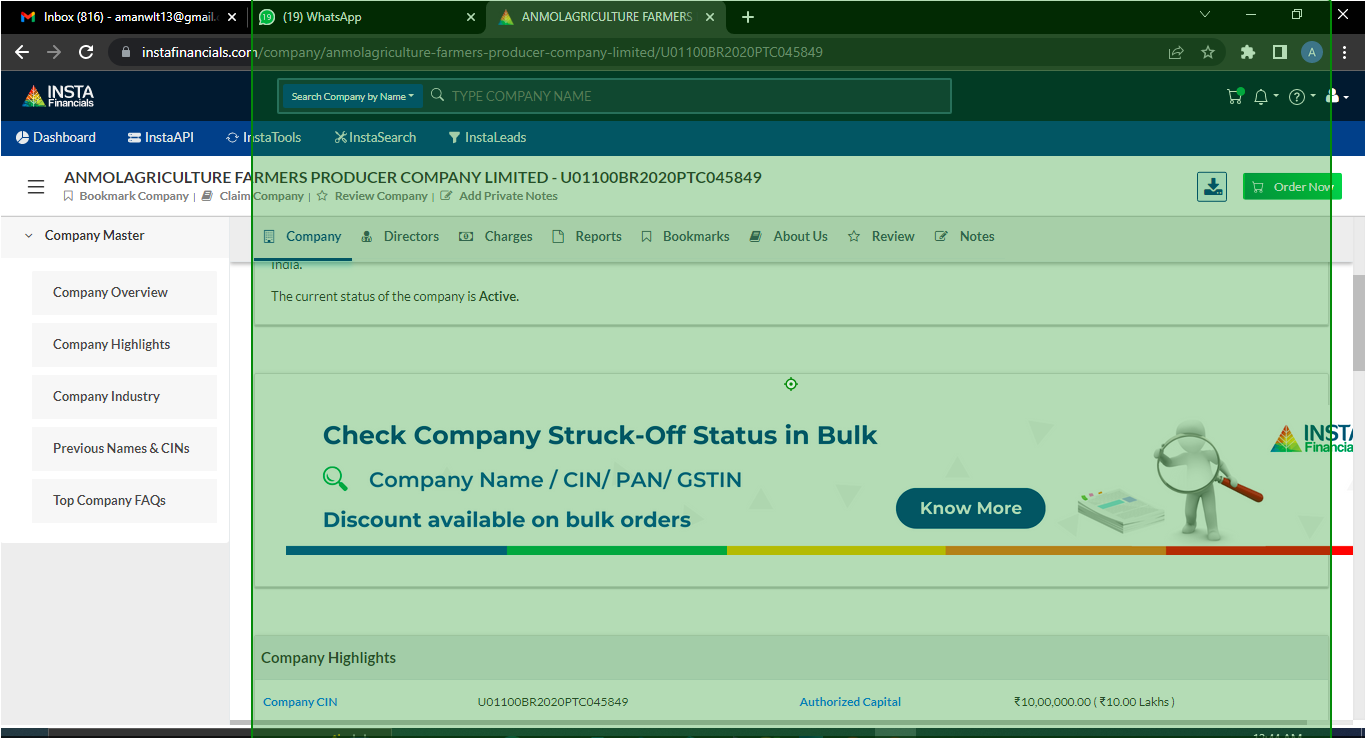 Inbox (816) - amanwlt13@gmail.
19
(19) WhatsApp
ANMOLAGRICULTURE FARMERS
instafinancials.com/company/anmolagriculture-farmers-producer-company-limited/U01100BR2020PTC045849
A
INSTA
Financials
Search Company by Name
TYPE COMPANY NAME
Dashboard
InstaAPI
InstaTools
InstaSearch
InstaLeads
ANMOLAGRICULTURE FARMERS PRODUCER COMPANY LIMITED - U01100BR2020PTC045849
Bookmark Company | Claim Company | Review Company | Add Private Notes
Order Now
Company Master
Company Overview
Company Highlights
Company Industry
Previous Names & CINs
Top Company FAQs
Company
Directors
Charges
Reports
Bookmarks
About Us
Review
Notes
India.
The current status of the company is Active.
Check Company Struck-Off Status in Bulk
Company Name / CIN/ PAN/ GSTIN
Discount available on bulk orders
Know More
INSTA
Financia
Company Highlights
Company CIN
U01100BR2020PTC045849
Authorized Capital
₹10,00,000.00 ( ₹10.00 Lakhs )